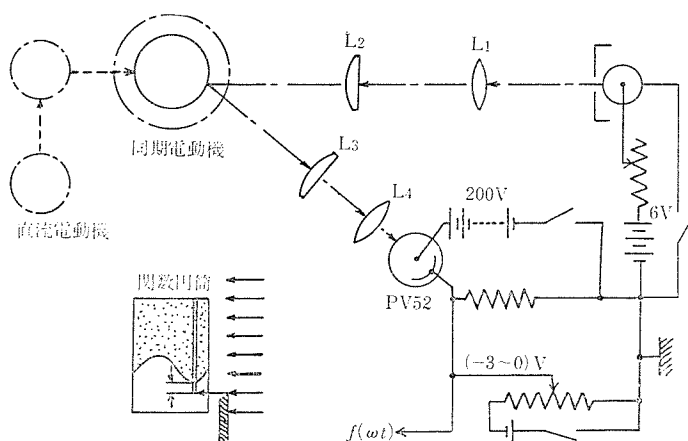 L₂
L₁
L₃
同期電動機
L₄
200V
6V
直流電動機
関数円筒
PV52
(−3〜0)V
f(ωt)